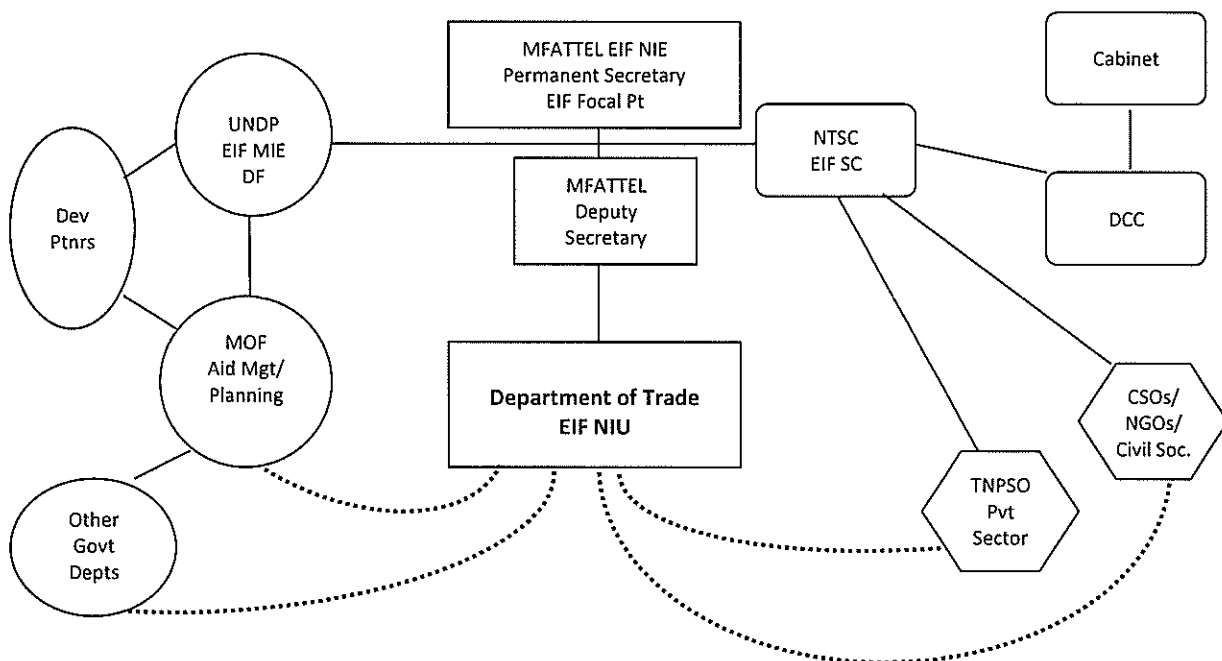 MFATTEL EIF NIE
Permanent Secretary
EIF Focal Pt
Cabinet
UNDP
EIF MIE
DF
NTSC
EIF SC
MFATTEL
Deputy
Secretary
Dev
Ptnrs
DCC
MOF
Aid Mgt/
Planning
Department of Trade
EIF NIU
CSOs/
NGOs/
Civil Soc.
TNPSO
Pvt
Sector
Other
Govt
Depts